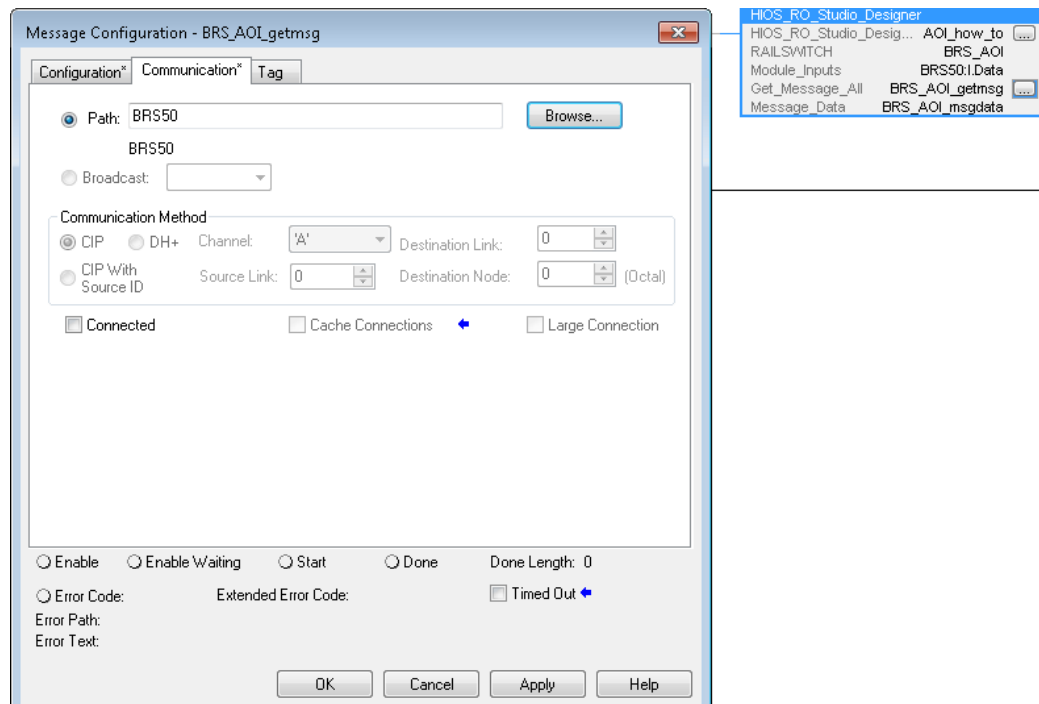 Message Configuration - BRS_AOI_getmsg
Configuration* Communication* Tag
Path: BRS50 Browse...
BRS50
Broadcast:
Communication Method
CIP DH+ Channel: 'A' Destination Link: 0
CIP With Source ID Source Link: 0 Destination Node: 0 (Octal)
Connected Cache Connections Large Connection
Enable Enable Waiting Start Done Done Length: 0
Error Code: Extended Error Code: Timed Out
Error Path:
Error Text:
OK Cancel Apply Help
HIOS_RO_Studio_Designer
HIOS_RO_Studio_Desig... AOI_how_to ...
RAILSWITCH BRS_AOI
Module_Inputs BRS50:I.Data
Get_Message_All BRS_AOI_getmsg ...
Message_Data BRS_AOI_msgdata